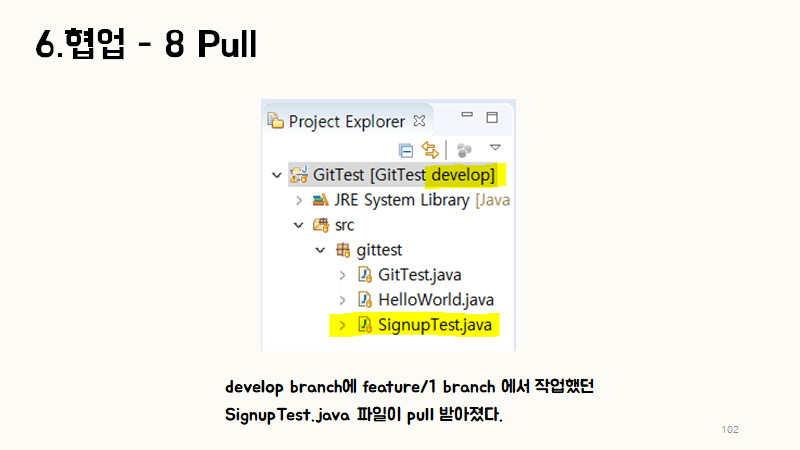 6.협업 - 8 Pull
Project Explorer
GitTest [GitTest develop]
JRE System Library [Java
src
gittest
GitTest.java
HelloWorld.java
SignupTest.java
develop branch에 feature/1 branch 에서 작업했던
SignupTest.java 파일이 pull 받아졌다.
102